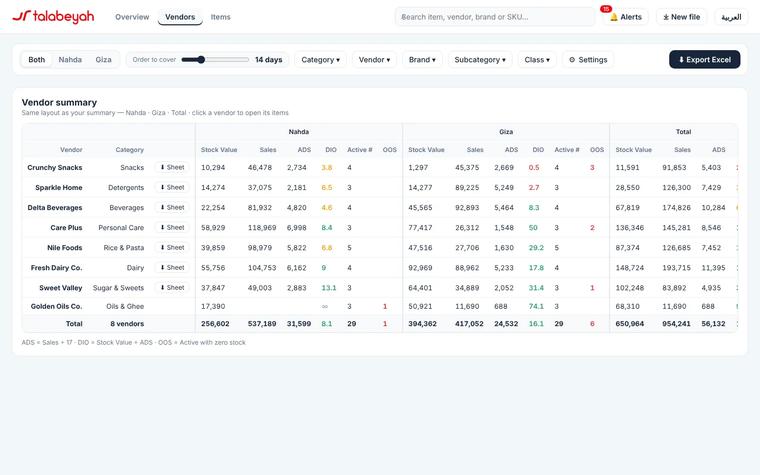 talabeyah Overview Vendors Items Search item, vendor, brand or SKU... 15 🔔 Alerts New file العربية
Both Nahda Giza Order to cover 14 days Category ▾ Vendor ▾ Brand ▾ Subcategory ▾ Class ▾ ⚙ Settings ⬇ Export Excel
Vendor summary
Same layout as your summary — Nahda · Giza · Total · click a vendor to open its items
Nahda Giza Total
Vendor Category Stock Value Sales ADS DIO Active # OOS Stock Value Sales ADS DIO Active # OOS Stock Value Sales ADS
Crunchy Snacks Snacks ⬇ Sheet 10,294 46,478 2,734 3.8 4 1,297 45,375 2,669 0.5 4 3 11,591 91,853 5,403
Sparkle Home Detergents ⬇ Sheet 14,274 37,075 2,181 6.5 3 14,277 89,225 5,249 2.7 3 28,550 126,300 7,429
Delta Beverages Beverages ⬇ Sheet 22,254 81,932 4,820 4.6 4 45,565 92,893 5,464 8.3 4 67,819 174,826 10,284
Care Plus Personal Care ⬇ Sheet 58,929 118,969 6,998 8.4 3 77,417 26,312 1,548 50 3 2 136,346 145,281 8,546
Nile Foods Rice & Pasta ⬇ Sheet 39,859 98,979 5,822 6.8 5 47,516 27,706 1,630 29.2 5 87,374 126,685 7,452
Fresh Dairy Co. Dairy ⬇ Sheet 55,756 104,753 6,162 9 4 92,969 88,962 5,233 17.8 4 148,724 193,715 11,395
Sweet Valley Sugar & Sweets ⬇ Sheet 37,847 49,003 2,883 13.1 3 64,401 34,889 2,052 31.4 3 1 102,248 83,892 4,935
Golden Oils Co. Oils & Ghee 17,390 ∞ 3 1 50,921 11,690 688 74.1 3 68,310 11,690 688
Total 8 vendors 256,602 537,189 31,599 8.1 29 1 394,362 417,052 24,532 16.1 29 6 650,964 954,241 56,132
ADS = Sales ÷ 17 · DIO = Stock Value ÷ ADS · OOS = Active with zero stock